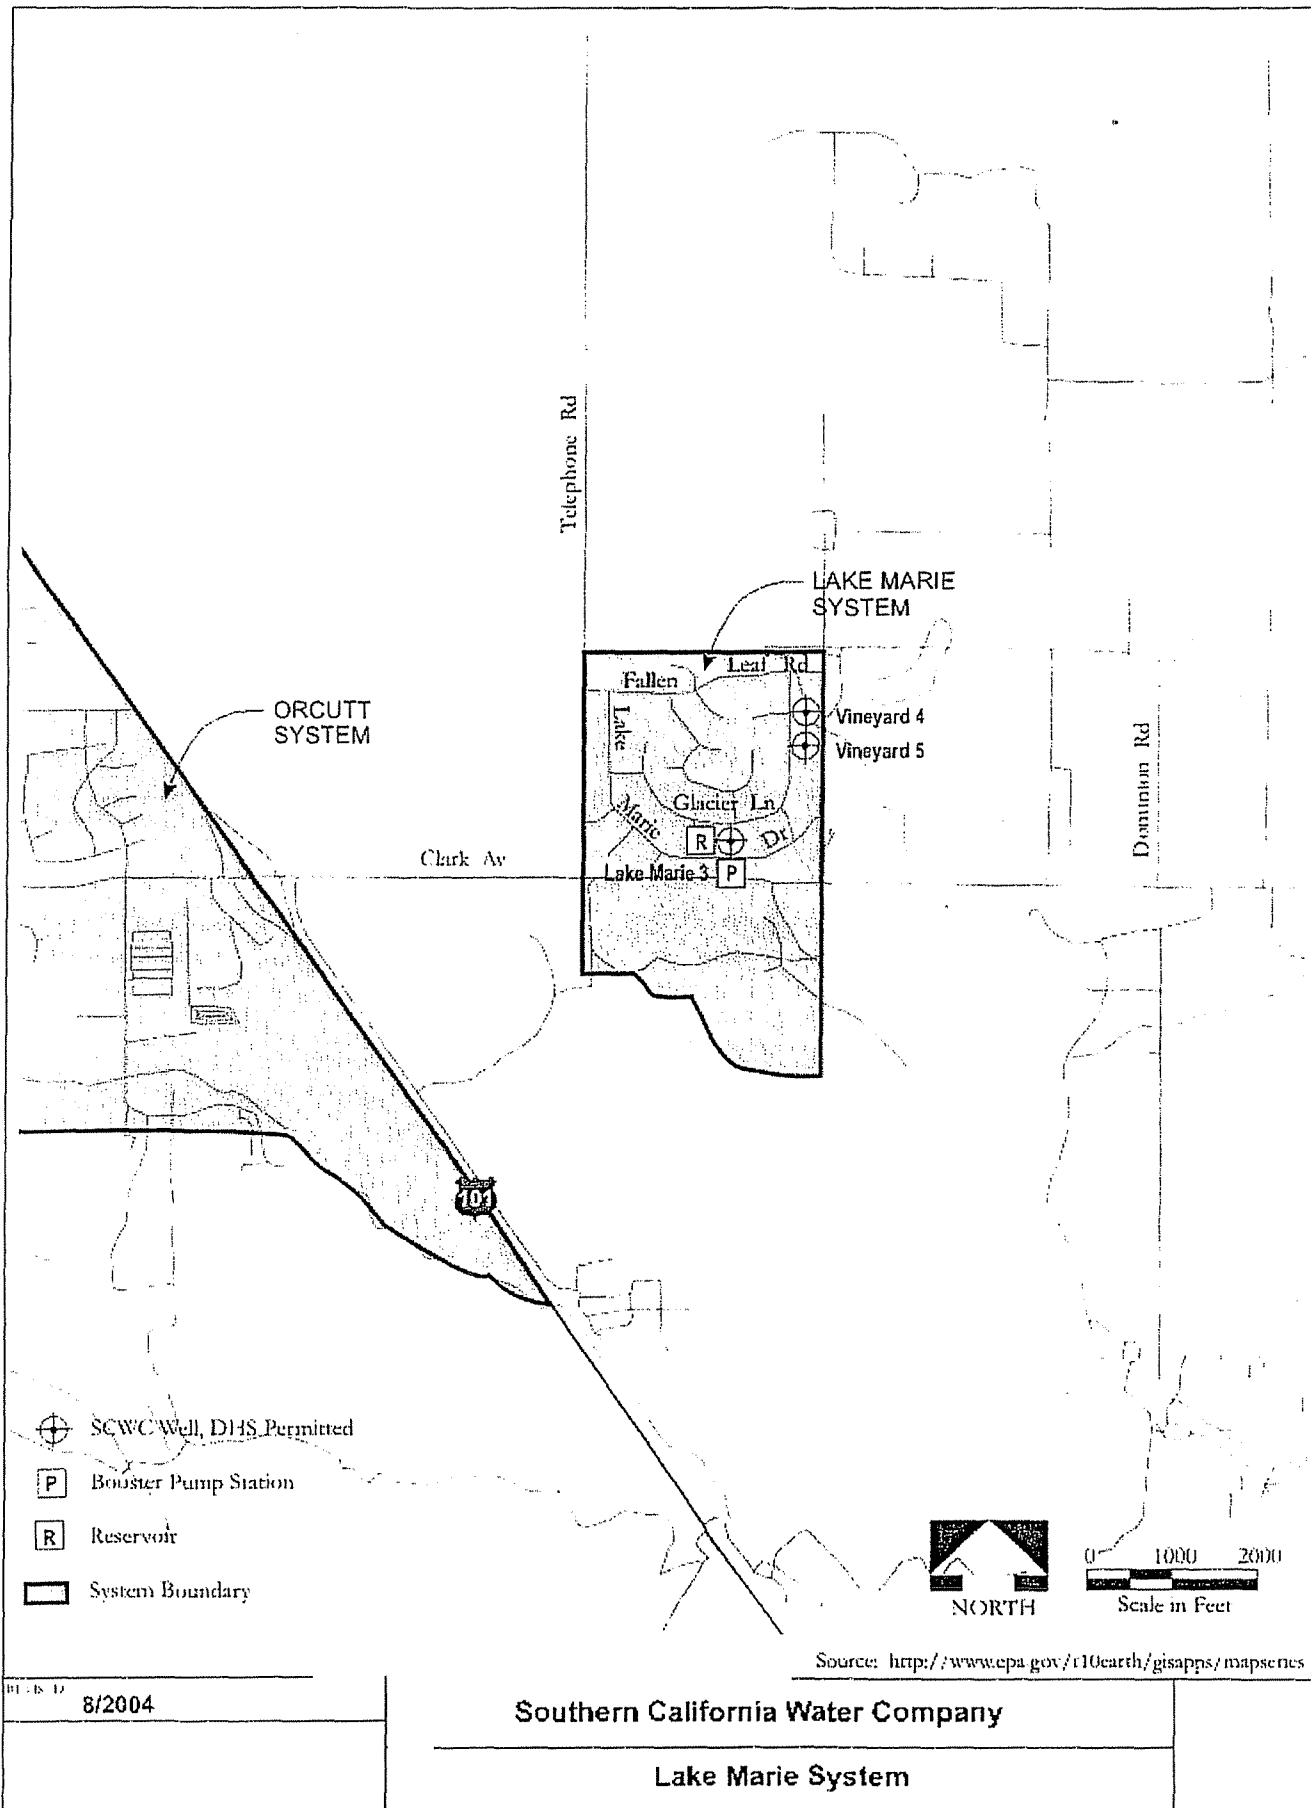 Telephone Rd
LAKE MARIE
SYSTEM
Fallen
Leaf Rd
Lake
Vineyard 4
Vineyard 5
ORCUTT
SYSTEM
Dominion Rd
Glacier Ln
Marie
Dr
R
Clark Av
Lake Marie 3
P
101
SCWC Well, DHS Permitted
P
Booster Pump Station
R
Reservoir
System Boundary
NORTH
0 1000 2000
Scale in Feet
Source: http://www.epa.gov/r10earth/gisapps/mapseries
8/2004
Southern California Water Company
Lake Marie System